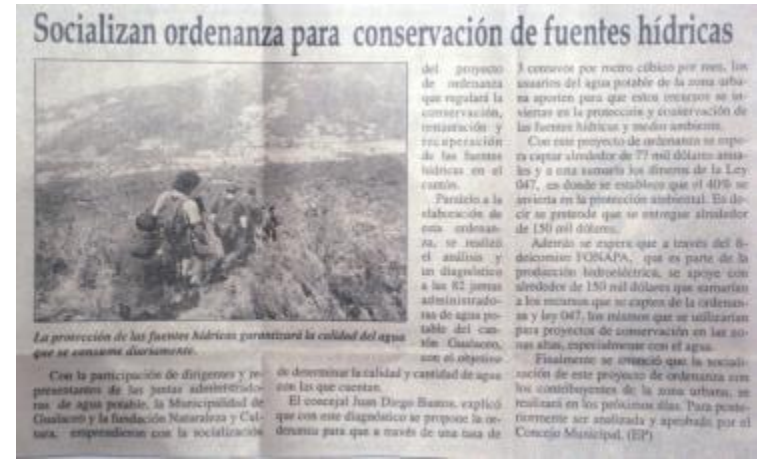 Socializan ordenanza para conservación de fuentes hídricas
La protección de las fuentes hídricas garantizará la calidad del agua
que se consume diariamente.
Con la participación de dirigentes y re-
presentantes de las juntas administrado-
ras de agua potable, la Municipalidad de
Gualaceo y la fundación Naturaleza y Cul-
tura, emprendieron con la socialización
del proyecto
de ordenanza
que regulará la
conservación,
restauración y
recuperación
de las fuentes
hídricas en el
cantón.
Paralelo a la
elaboración de
esta ordenan-
za, se realizó
el análisis y
un diagnóstico
a las 82 juntas
administrado-
ras de agua po-
table del can-
tón Gualaceo,
con el objetivo
de determinar la calidad y cantidad de agua
con las que cuentan.
El concejal Juan Diego Bustos, explicó
que con este diagnóstico se propone la or-
denanza para que a través de una tasa de
3 centavos por metro cúbico por mes, los
usuarios del agua potable de la zona urba-
na aporten para que estos recursos se in-
viertan en la protección y conservación de
las fuentes hídricas y medio ambiente.
Con este proyecto de ordenanza se espe-
ra captar alrededor de 77 mil dólares anua-
les y a esta sumaría los dineros de la Ley
047, en donde se establece que el 40% se
invierta en la protección ambiental. Es de-
cir se pretende que se entregue alrededor
de 150 mil dólares.
Además se espera que a través del fi-
deicomiso FONAPA, que es parte de la
producción hidroeléctrica, se apoye con
alrededor de 150 mil dólares que sumarían
a los recursos que se capten de la ordenan-
za y ley 047, los mismos que se utilizarían
para proyectos de conservación en las zo-
nas altas, especialmente con el agua.
Finalmente se anunció que la sociali-
zación de este proyecto de ordenanza con
los contribuyentes de la zona urbana, se
realizará en los próximos días. Para poste-
riormente ser analizada y aprobada por el
Concejo Municipal. (EP)